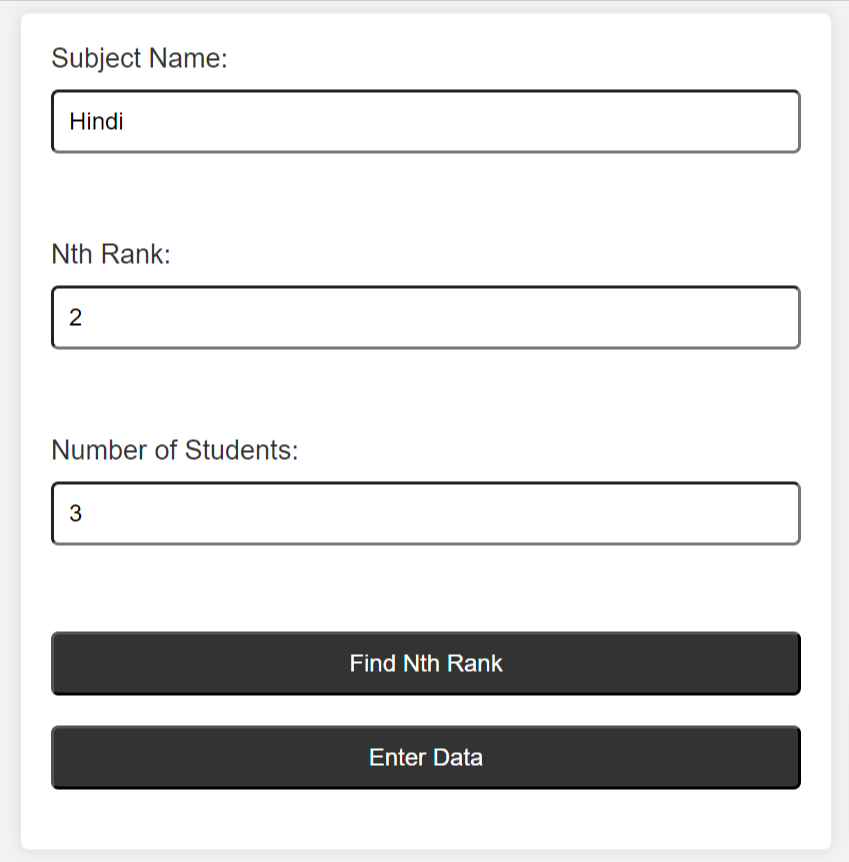 Subject Name:
Hindi
Nth Rank:
2
Number of Students:
3
Find Nth Rank
Enter Data